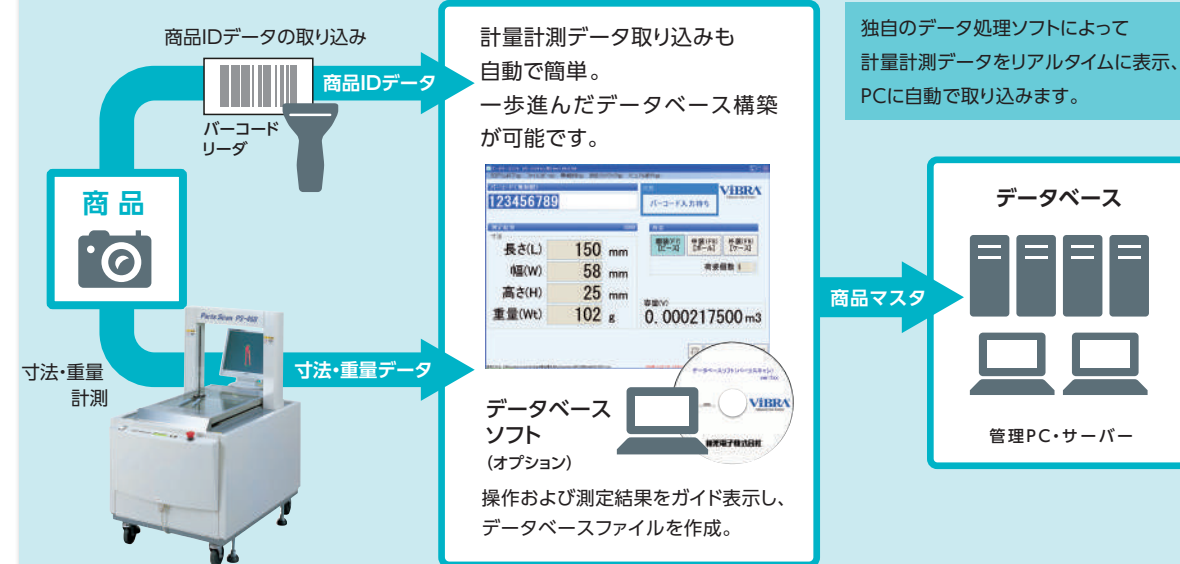 商品IDデータの取り込み
商品IDデータ
バーコード
リーダ
商品
Parts Scan
寸法・重量
計測
寸法・重量データ
計量計測データ取り込みも
自動で簡単。
一歩進んだデータベース構築
が可能です。
123456789
バーコード入力待ち
ViBRA
長さ(L) 150 mm
幅(W) 58 mm
高さ(H) 25 mm
重量(Wt) 102 g
荷姿個数 1
容量(V)
0.000217500 m3
データベース
ソフト
(オプション)
ViBRA
操作および測定結果をガイド表示し、
データベースファイルを作成。
商品マスタ
独自のデータ処理ソフトによって
計量計測データをリアルタイムに表示、
PCに自動で取り込みます。
データベース
管理PC・サーバー